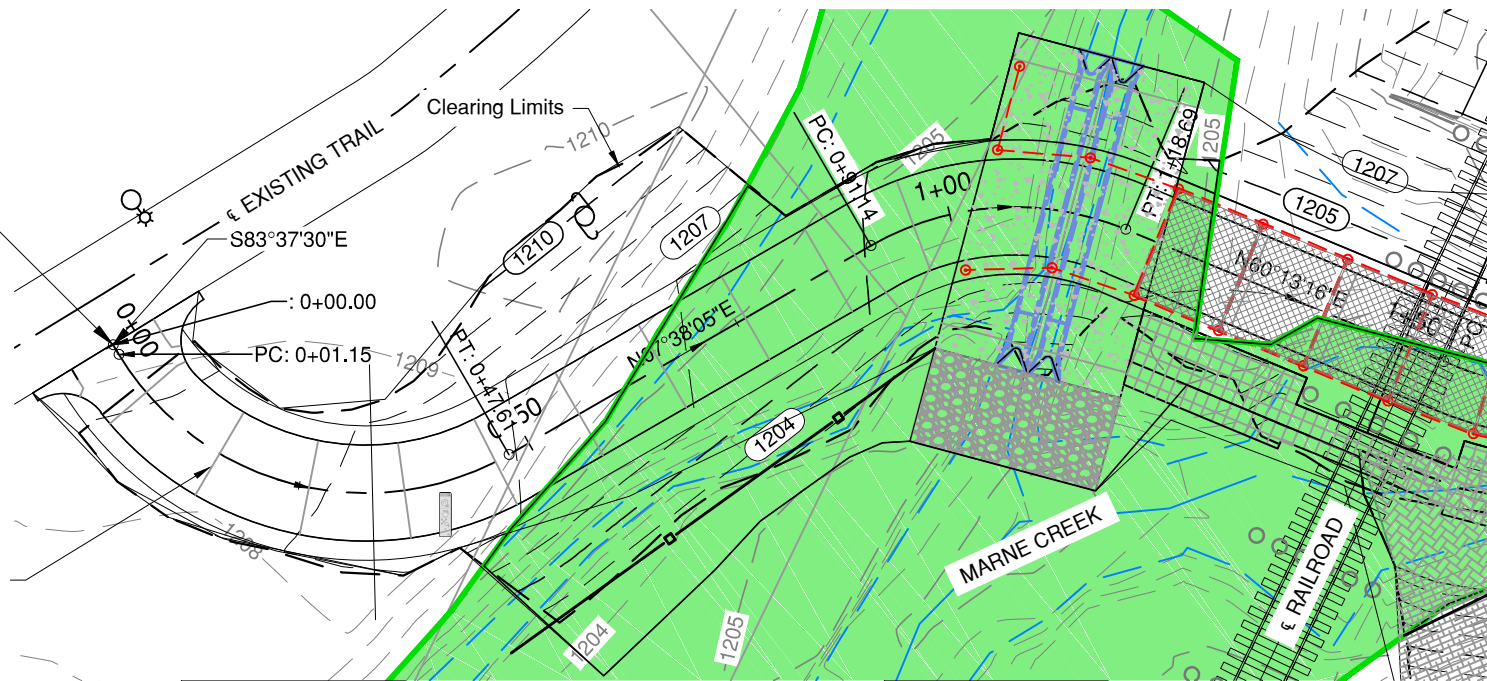 Clearing Limits
1210
℄ EXISTING TRAIL
PC: 0+91.14
1205
1+00
PT: 1+18.69
1205
1207
1205
1210
1207
S83°37'30"E
: 0+00.00
0+00
PC: 0+01.15
1209
PT: 0+47.61
50
N67°38'05"E
N60°13'16"E
1204
1208
MARNE CREEK
℄ RAILROAD
1204
1205